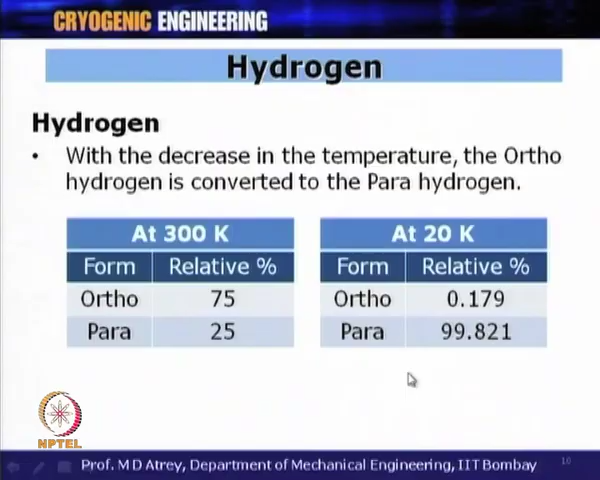 CRYOGENIC ENGINEERING
Hydrogen
Hydrogen
• With the decrease in the temperature, the Ortho
hydrogen is converted to the Para hydrogen.
At 300 K
Form Relative %
Ortho 75
Para 25
At 20 K
Form Relative %
Ortho 0.179
Para 99.821
NPTEL
Prof. M D Atrey, Department of Mechanical Engineering, IIT Bombay
10